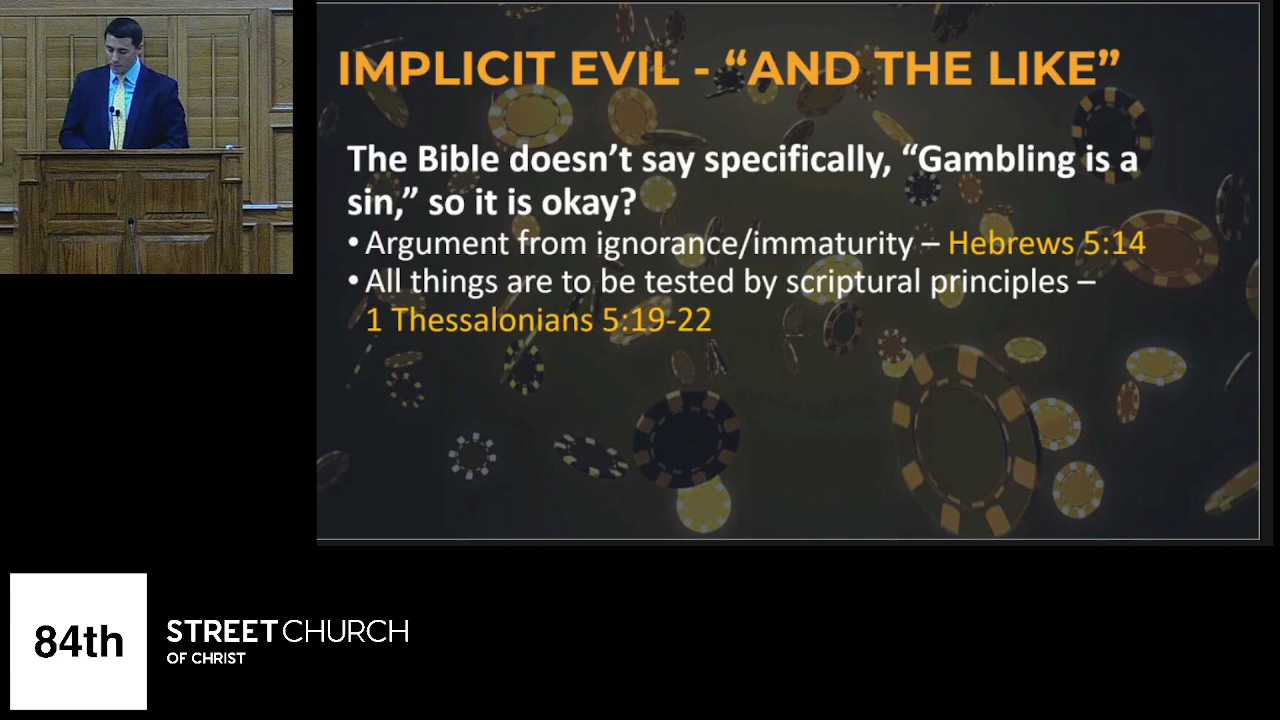 IMPLICIT EVIL - “AND THE LIKE”
The Bible doesn’t say specifically, “Gambling is a
sin,” so it is okay?
• Argument from ignorance/immaturity – Hebrews 5:14
• All things are to be tested by scriptural principles –
1 Thessalonians 5:19-22
84th
STREET CHURCH
OF CHRIST